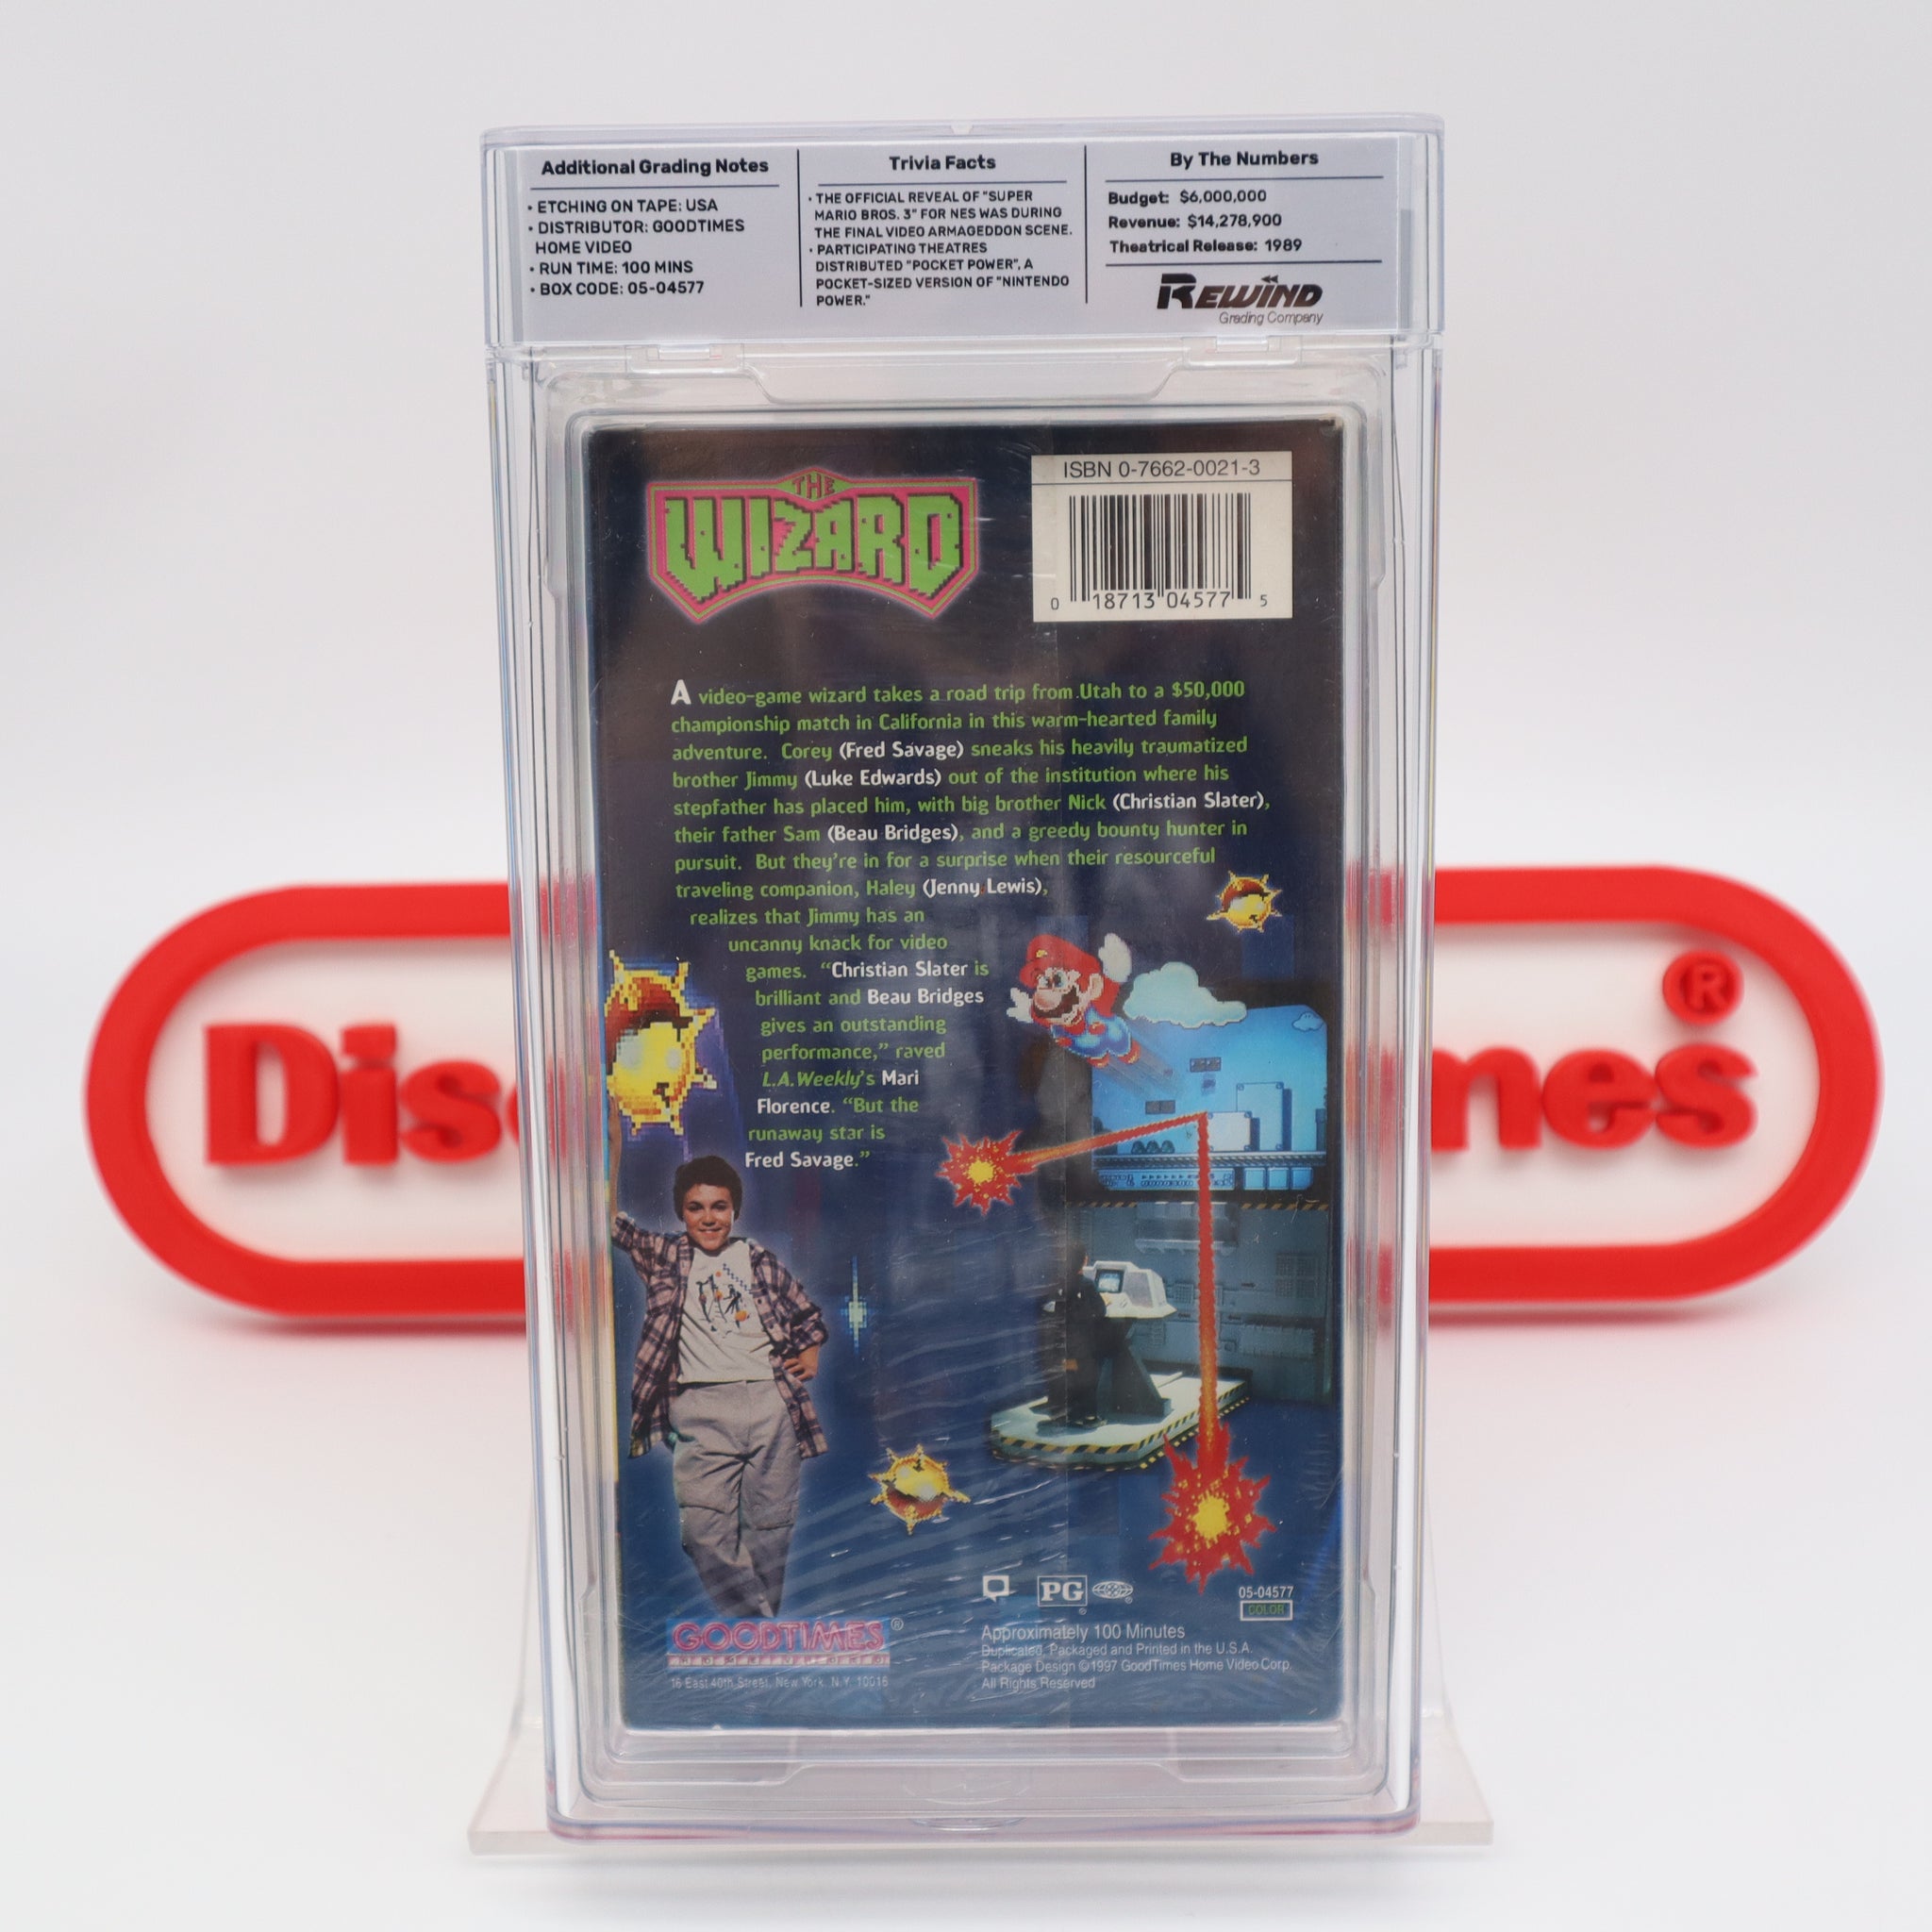 Additional Grading Notes
• ETCHING ON TAPE: USA
• DISTRIBUTOR: GOODTIMES
HOME VIDEO
• RUN TIME: 100 MINS
• BOX CODE: 05-04577
Trivia Facts
• THE OFFICIAL REVEAL OF "SUPER
MARIO BROS. 3" FOR NES WAS DURING
THE FINAL VIDEO ARMAGEDDON SCENE.
• PARTICIPATING THEATRES
DISTRIBUTED "POCKET POWER", A
POCKET-SIZED VERSION OF "NINTENDO
POWER."
By The Numbers
Budget: $6,000,000
Revenue: $14,278,900
Theatrical Release: 1989
REWIND
Grading Company
THE
WIZARD
ISBN 0-7662-0021-3
0 18713 04577 5
A video-game wizard takes a road trip from Utah to a $50,000
championship match in California in this warm-hearted family
adventure. Corey (Fred Savage) sneaks his heavily traumatized
brother Jimmy (Luke Edwards) out of the institution where his
stepfather has placed him, with big brother Nick (Christian Slater),
their father Sam (Beau Bridges), and a greedy bounty hunter in
pursuit. But they're in for a surprise when their resourceful
traveling companion, Haley (Jenny Lewis),
realizes that Jimmy has an
uncanny knack for video
games. "Christian Slater is
brilliant and Beau Bridges
gives an outstanding
performance," raved
L.A.Weekly's Mari
Florence. "But the
runaway star is
Fred Savage."
Disc
mes
®
PG
®
05-04577
COLOR
GOODTIMES®
HOME VIDEO
16 East 40th Street, New York, N.Y. 10016
Approximately 100 Minutes
Duplicated, Packaged and Printed in the U.S.A.
Package Design ©1997 GoodTimes Home Video Corp.
All Rights Reserved